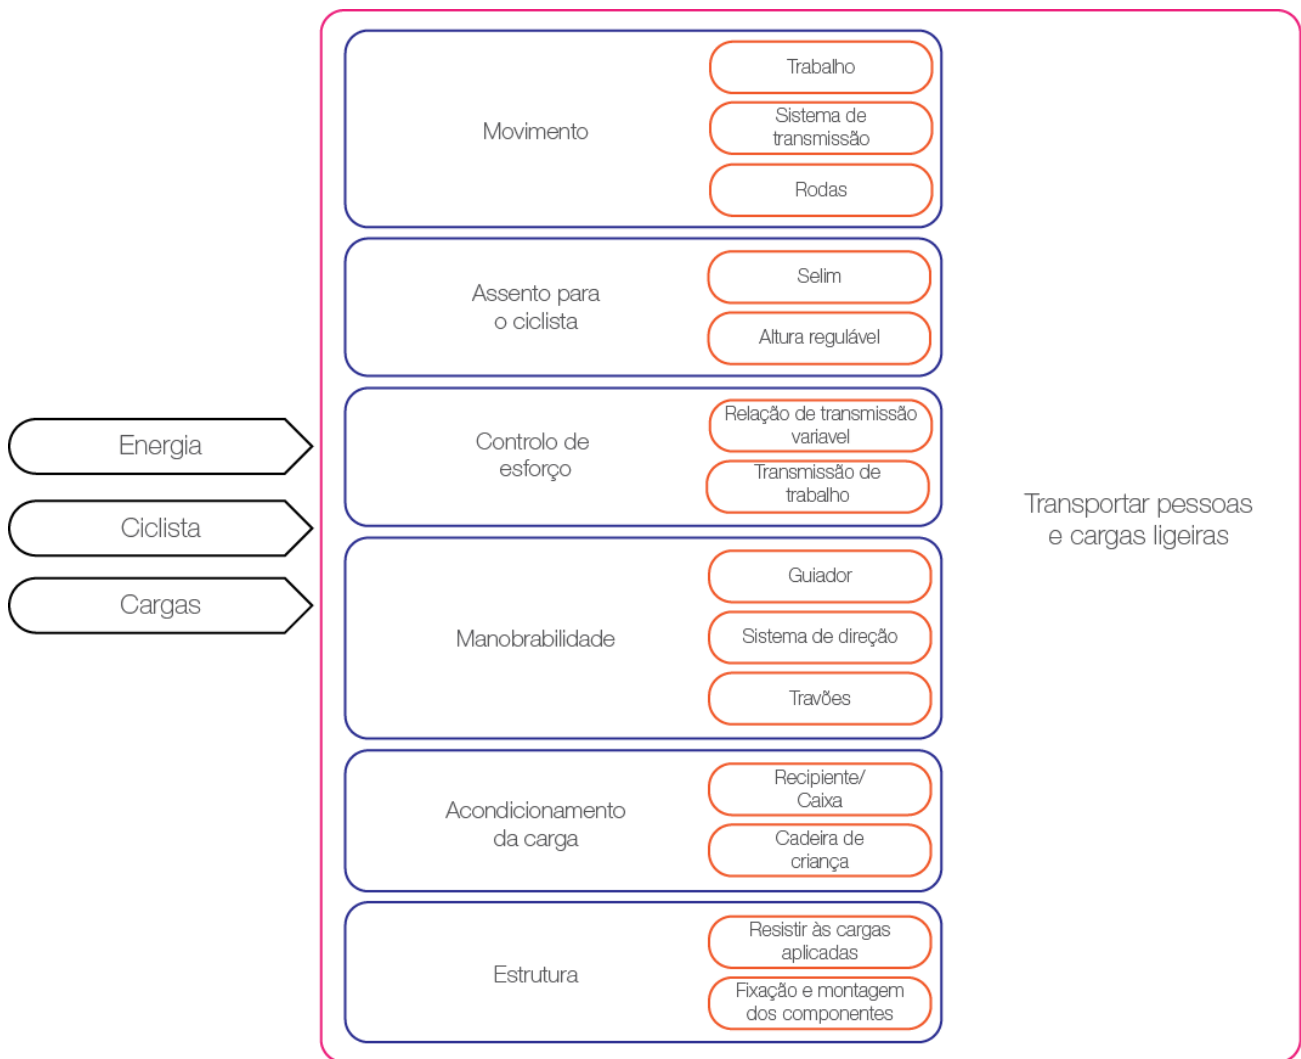 Energia
Ciclista
Cargas
Movimento
Trabalho
Sistema de
transmissão
Rodas
Assento para
o ciclista
Selim
Altura regulável
Controlo de
esforço
Relação de transmissão
variavel
Transmissão de
trabalho
Manobrabilidade
Guiador
Sistema de direção
Travões
Acondicionamento
da carga
Recipiente/
Caixa
Cadeira de
criança
Estrutura
Resistir às cargas
aplicadas
Fixação e montagem
dos componentes
Transportar pessoas
e cargas ligeiras